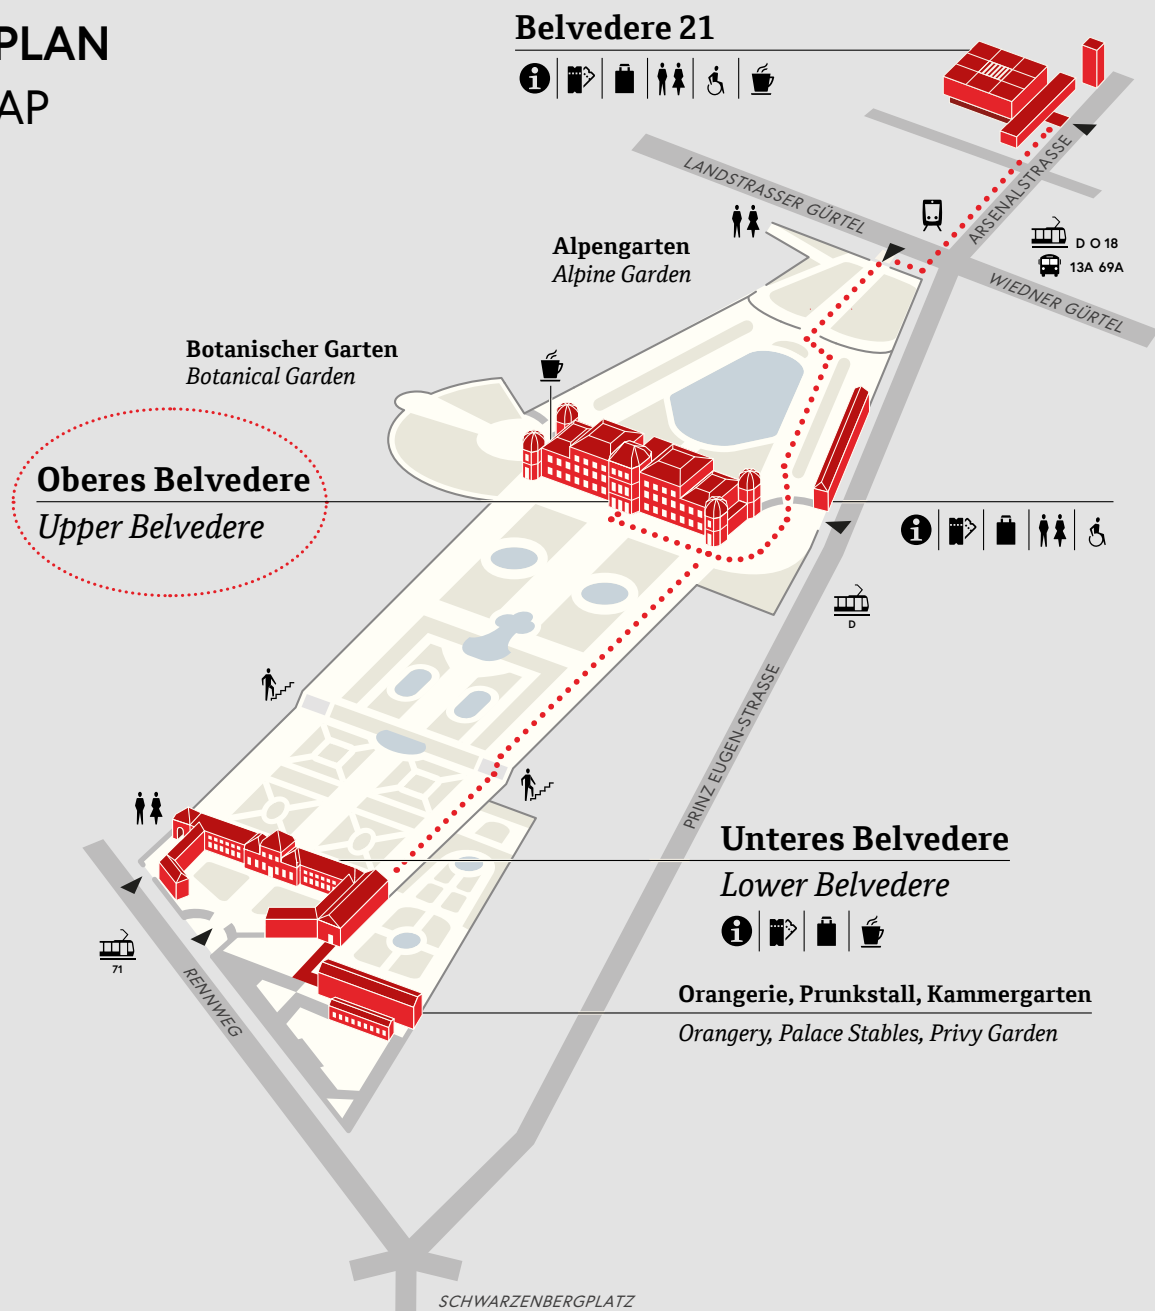 PLAN
AP
Belvedere 21
LANDSTRASSER GÜRTEL
ARSENALSTRASSE
D O 18
13A 69A
WIEDNER GÜRTEL
Alpengarten
Alpine Garden
Botanischer Garten
Botanical Garden
Oberes Belvedere
Upper Belvedere
D
PRINZ EUGEN-STRASSE
Unteres Belvedere
Lower Belvedere
71
RENNWEG
Orangerie, Prunkstall, Kammergarten
Orangery, Palace Stables, Privy Garden
SCHWARZENBERGPLATZ